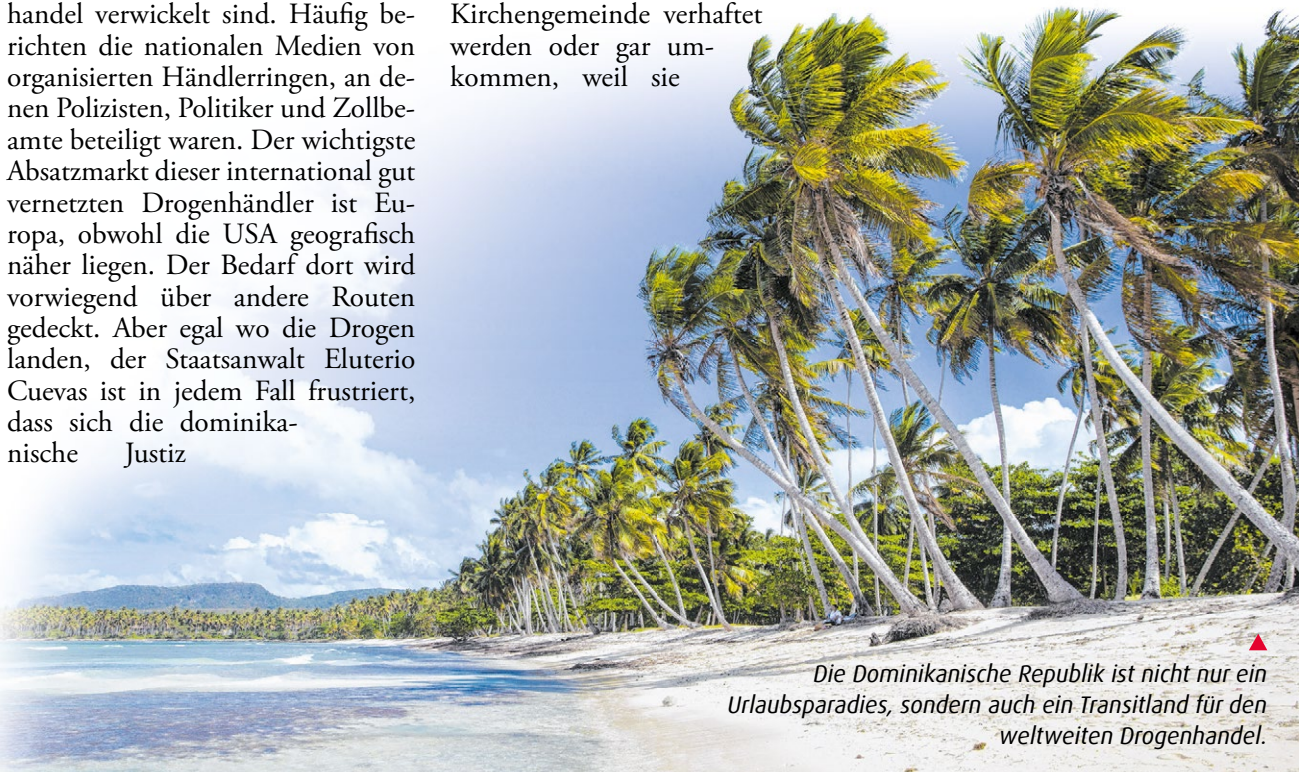 handel verwickelt sind. Häufig be-
richten die nationalen Medien von
organisierten Händlerringen, an de-
nen Polizisten, Politiker und Zollbe-
amte beteiligt waren. Der wichtigste
Absatzmarkt dieser international gut
vernetzten Drogenhändler ist Eu-
ropa, obwohl die USA geografisch
näher liegen. Der Bedarf dort wird
vorwiegend über andere Routen
gedeckt. Aber egal wo die Drogen
landen, der Staatsanwalt Eluterio
Cuevas ist in jedem Fall frustriert,
dass sich die dominika-
nische Justiz
Kirchengemeinde verhaftet
werden oder gar um-
kommen, weil sie
Die Dominikanische Republik ist nicht nur ein
Urlaubsparadies, sondern auch ein Transitland für den
weltweiten Drogenhandel.